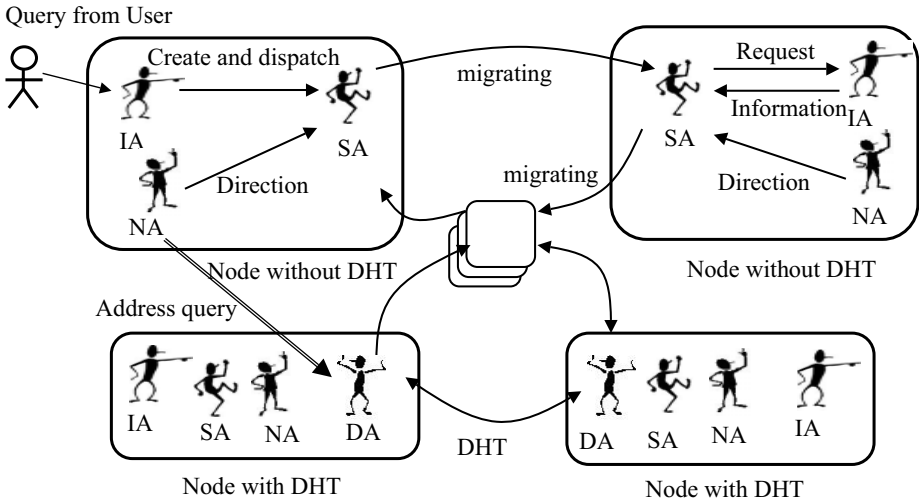 Query from User
Create and dispatch
IA
SA
Direction
NA
Node without DHT
migrating
migrating
Request
Information
SA
IA
Direction
NA
Node without DHT
Address query
IA
SA
NA
DA
Node with DHT
DHT
DA
SA
NA
IA
Node with DHT